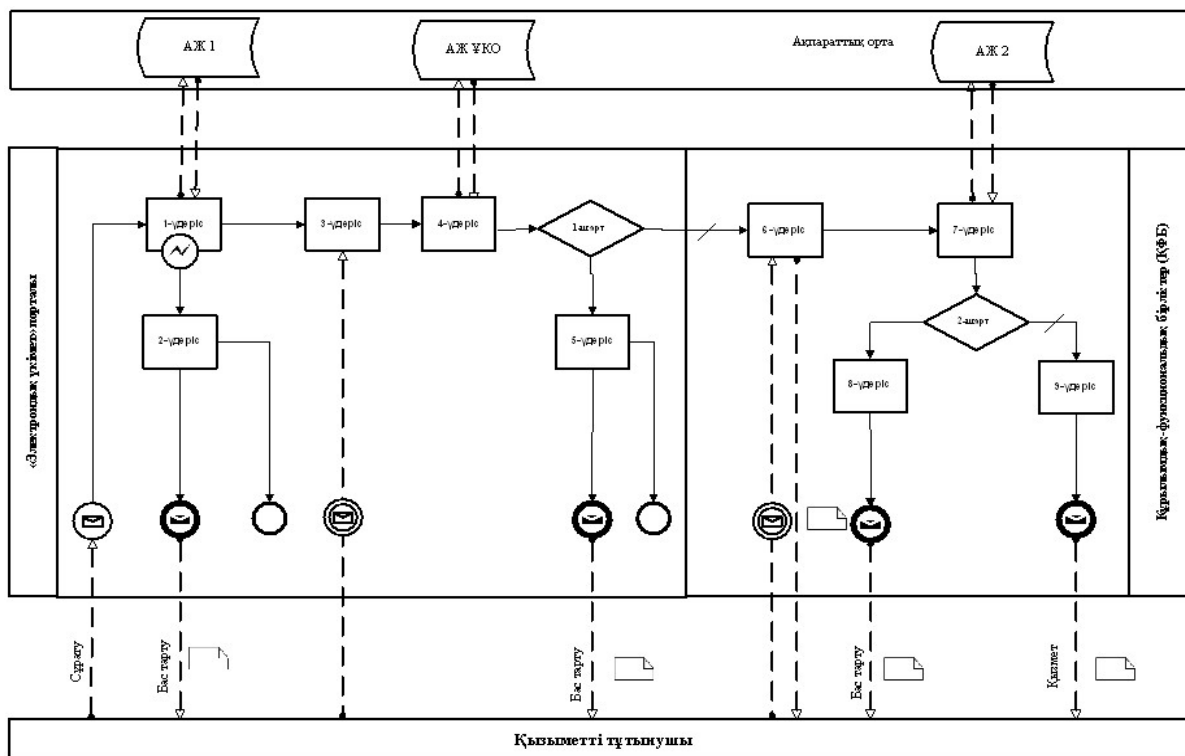 АЖ 1
АЖ ҰКО
Ақпараттық орта
АЖ 2
«Электрондық үкімет» порталы
1-үдеріс
3-үдеріс
4-үдеріс
1-шарт
6-үдеріс
7-үдеріс
2-үдеріс
5-үдеріс
2-шарт
8-үдеріс
9-үдеріс
Құрылымдық-функционалдық бірліктер (ҚФБ)
Сұрату
Бас тарту
Бас тарту
Бас тарту
Қызмет
Қызыметті тұтынушы